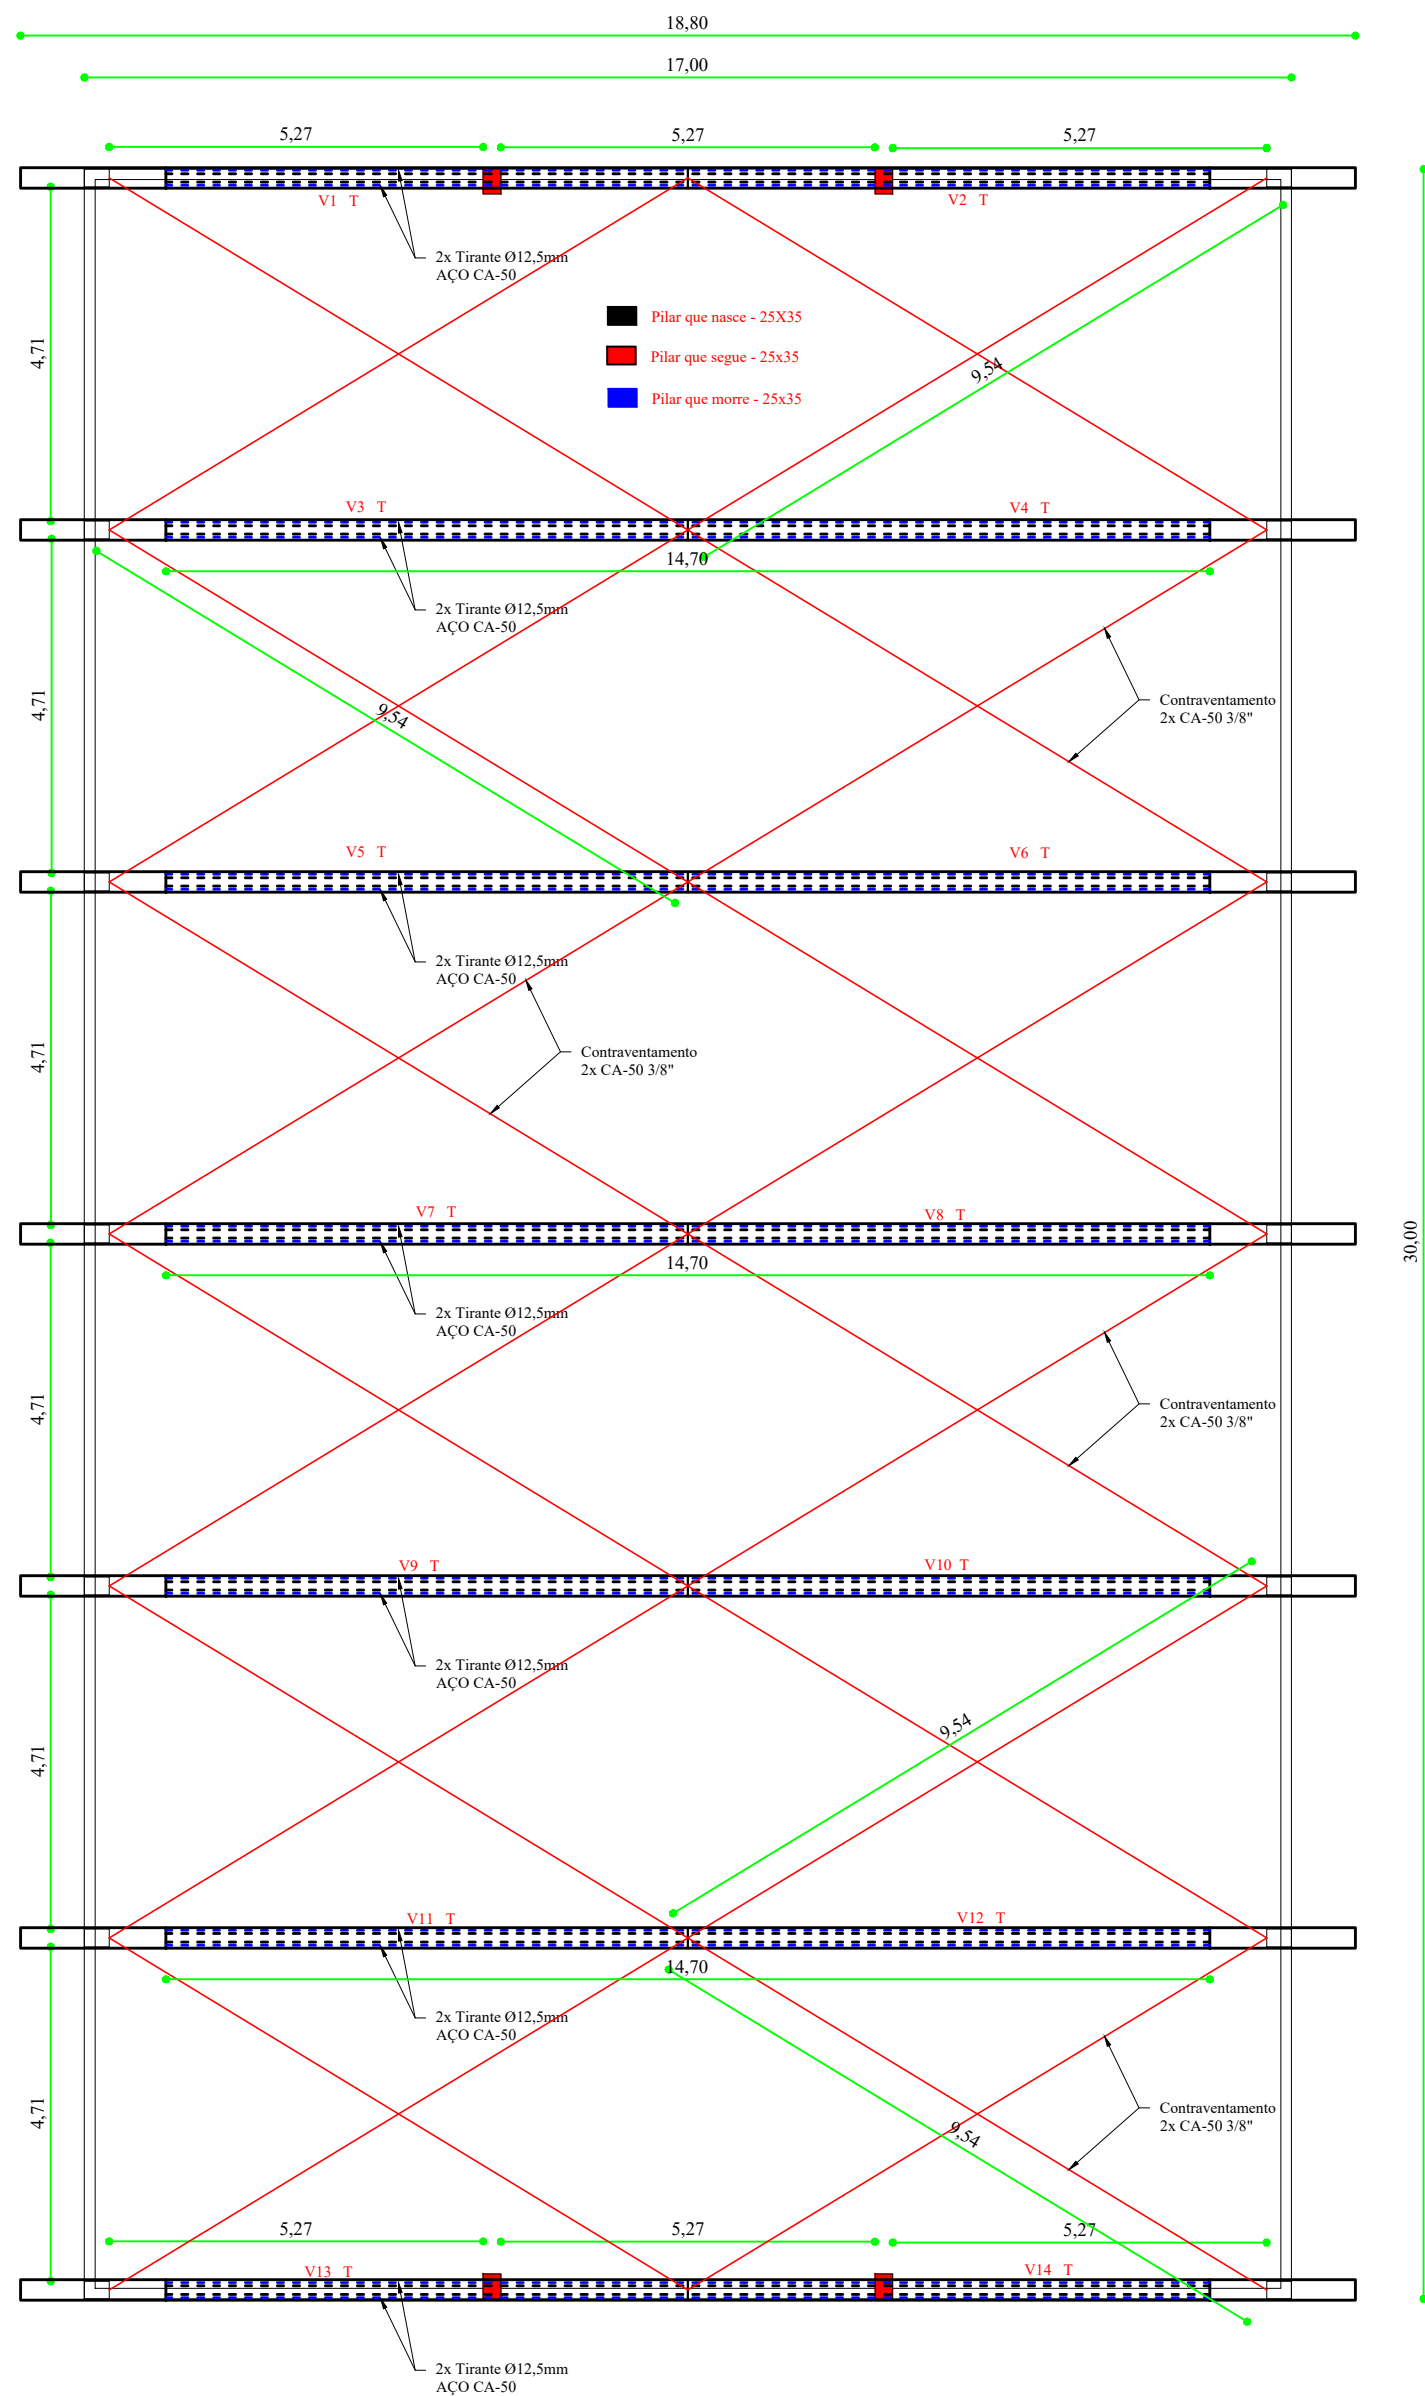 18,80
17,00
5,27
5,27
5,27
V1 T
V2 T
2x Tirante Ø12,5mm
AÇO CA-50
Pilar que nasce - 25X35
Pilar que segue - 25x35
Pilar que morre - 25x35
4,71
9,54
V3 T
V4 T
14,70
2x Tirante Ø12,5mm
AÇO CA-50
4,71
9,54
Contraventamento
2x CA-50 3/8"
V5 T
V6 T
2x Tirante Ø12,5mm
AÇO CA-50
4,71
Contraventamento
2x CA-50 3/8"
V7 T
V8 T
30,00
14,70
2x Tirante Ø12,5mm
AÇO CA-50
4,71
Contraventamento
2x CA-50 3/8"
V9 T
V10 T
2x Tirante Ø12,5mm
AÇO CA-50
9,54
4,71
V11 T
V12 T
14,70
2x Tirante Ø12,5mm
AÇO CA-50
4,71
Contraventamento
2x CA-50 3/8"
9,54
5,27
5,27
5,27
V13 T
V14 T
2x Tirante Ø12,5mm
AÇO CA-50